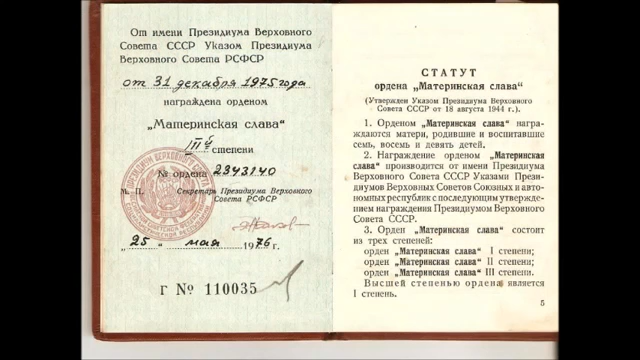 От имени Президиума Верховного
Совета СССР Указом Президиума
Верховного Совета РСФСР
от 31 декабря 1975 года
награждена орденом
„Материнская слава“
IIIй степени
№ ордена 2343140
М. П. Секретарь Президиума Верховного
Совета РСФСР
„25 “ мая 1976 г.
Г № 110035
СТАТУТ
ордена „Материнская слава“
(Утвержден Указом Президиума Верховного
Совета СССР от 18 августа 1944 г.).
1. Орденом „Материнская слава“ награ-
ждаются матери, родившие и воспитавшие
семь, восемь и девять детей.
2. Награждение орденом „Материнская
слава“ производится от имени Президиума
Верховного Совета СССР Указами Прези-
диумов Верховных Советов Союзных и авто-
номных республик с последующим утвержде-
нием награждения Президиумом Верховного
Совета СССР.
3. Орден „Материнская слава“ состоит
из трех степеней:
орден „Материнская слава“ I степени;
орден „Материнская слава“ II степени;
орден „Материнская слава“ III степени.
Высшей степенью ордена является
I степень.
5